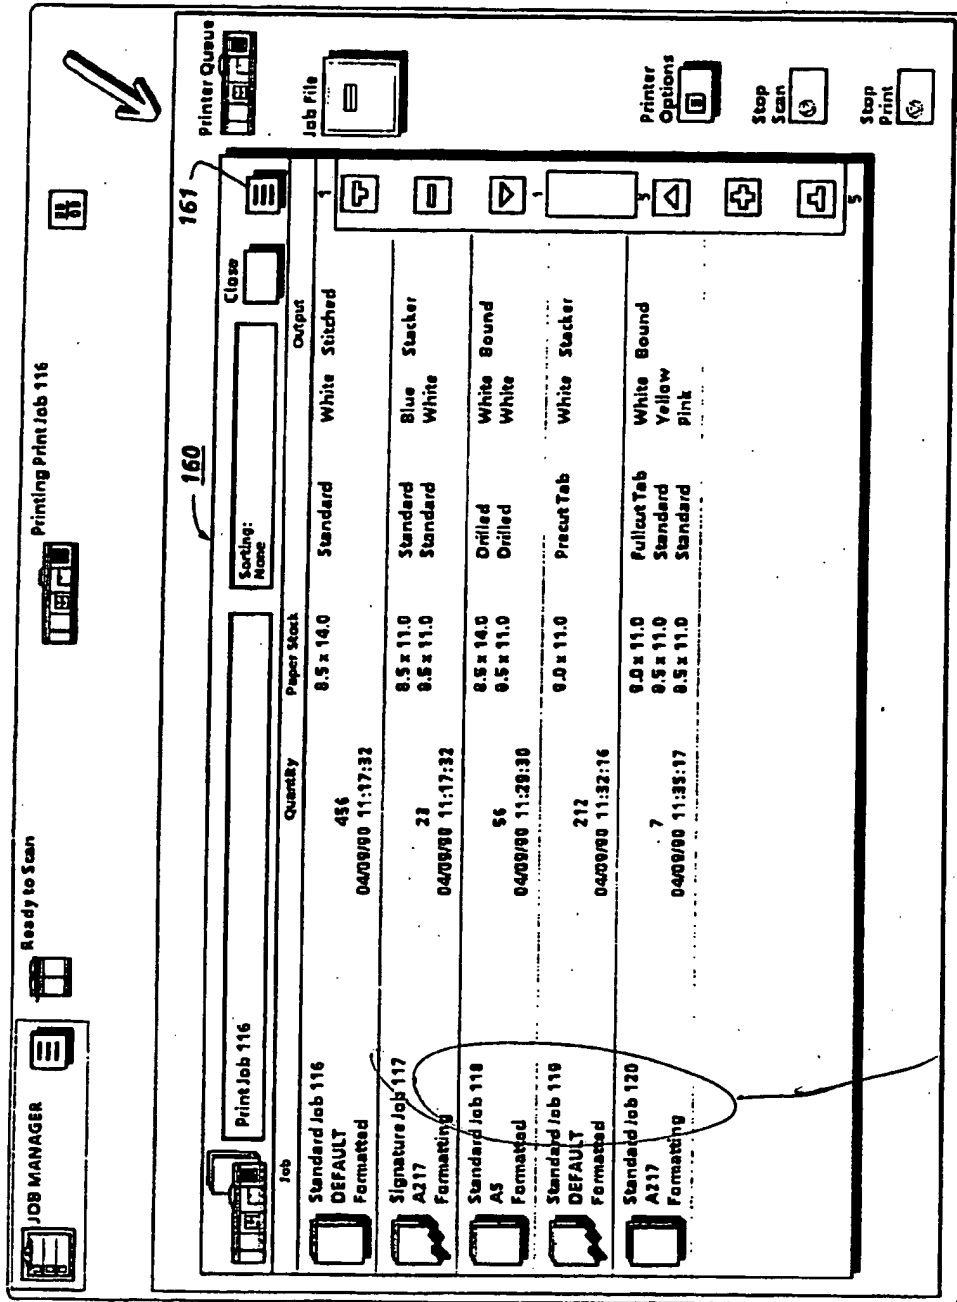 JOB MANAGER
Ready to Scan
Printing Print Job 116
160
161
Printer Queue
Print Job 116
Sorting:
None
Close
Job File
Job Quantity Paper Stock Output
Standard Job 116 456 8.5 x 14.0 Standard White Stitched
DEFAULT
Formatted 04/09/90 11:17:32
Signature Job 117 8.5 x 11.0 Standard Blue Stacker
A217 23 8.5 x 11.0 Standard White
Formatting 04/09/90 11:17:32
Standard Job 118 8.5 x 14.0 Drilled White Bound
A5 56 8.5 x 11.0 Drilled White
Formatted 04/09/90 11:29:30
Standard Job 119 9.0 x 11.0 Precut Tab White Stacker
DEFAULT 212
Formatted 04/09/90 11:32:16
Standard Job 120 9.0 x 11.0 Fullcut Tab White Bound
A217 7 8.5 x 11.0 Standard Yellow
Formatting 04/09/90 11:35:17 8.5 x 11.0 Standard Pink
1
1
5
5
Printer
Options
Stop
Scan
Stop
Print